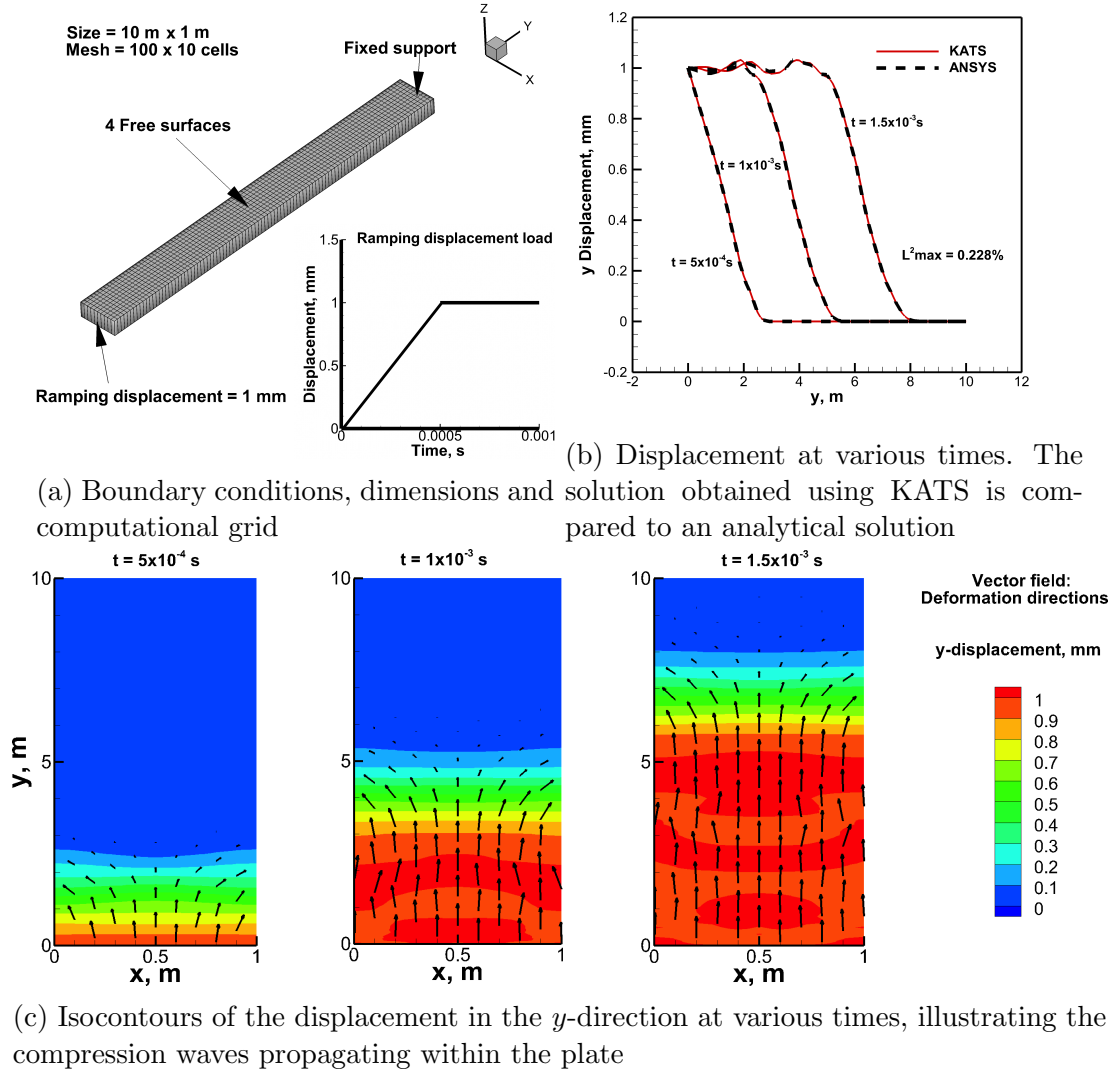 Size = 10 m x 1 m
Mesh = 100 x 10 cells
Fixed support
Z
Y
X
4 Free surfaces
Ramping displacement = 1 mm
Ramping displacement load
Displacement, mm
1.5
1
0.5
0
0
0.0005
0.001
Time, s
KATS
ANSYS
y Displacement, mm
1.2
1
0.8
0.6
0.4
0.2
0
-0.2
t = 1.5x10⁻³s
t = 1x10⁻³s
t = 5x10⁻⁴s
L²max = 0.228%
-2
0
2
4
6
8
10
12
y, m
(a) Boundary conditions, dimensions and
computational grid
(b) Displacement at various times. The
solution obtained using KATS is com-
pared to an analytical solution
t = 5x10⁻⁴ s
10
5
0
y, m
0
0.5
1
x, m
t = 1x10⁻³ s
10
5
0
0
0.5
1
x, m
t = 1.5x10⁻³ s
10
5
0
0
0.5
1
x, m
Vector field:
Deformation directions
y-displacement, mm
1
0.9
0.8
0.7
0.6
0.5
0.4
0.3
0.2
0.1
0
(c) Isocontours of the displacement in the y-direction at various times, illustrating the
compression waves propagating within the plate